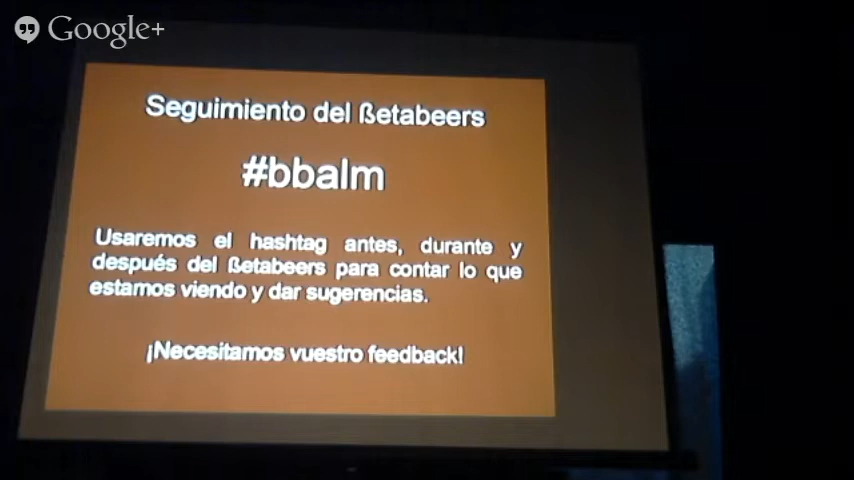 Google+
Seguimiento del ßetabeers
#bbalm
Usaremos el hashtag antes, durante y
después del ßetabeers para contar lo que
estamos viendo y dar sugerencias.
¡Necesitamos vuestro feedback!